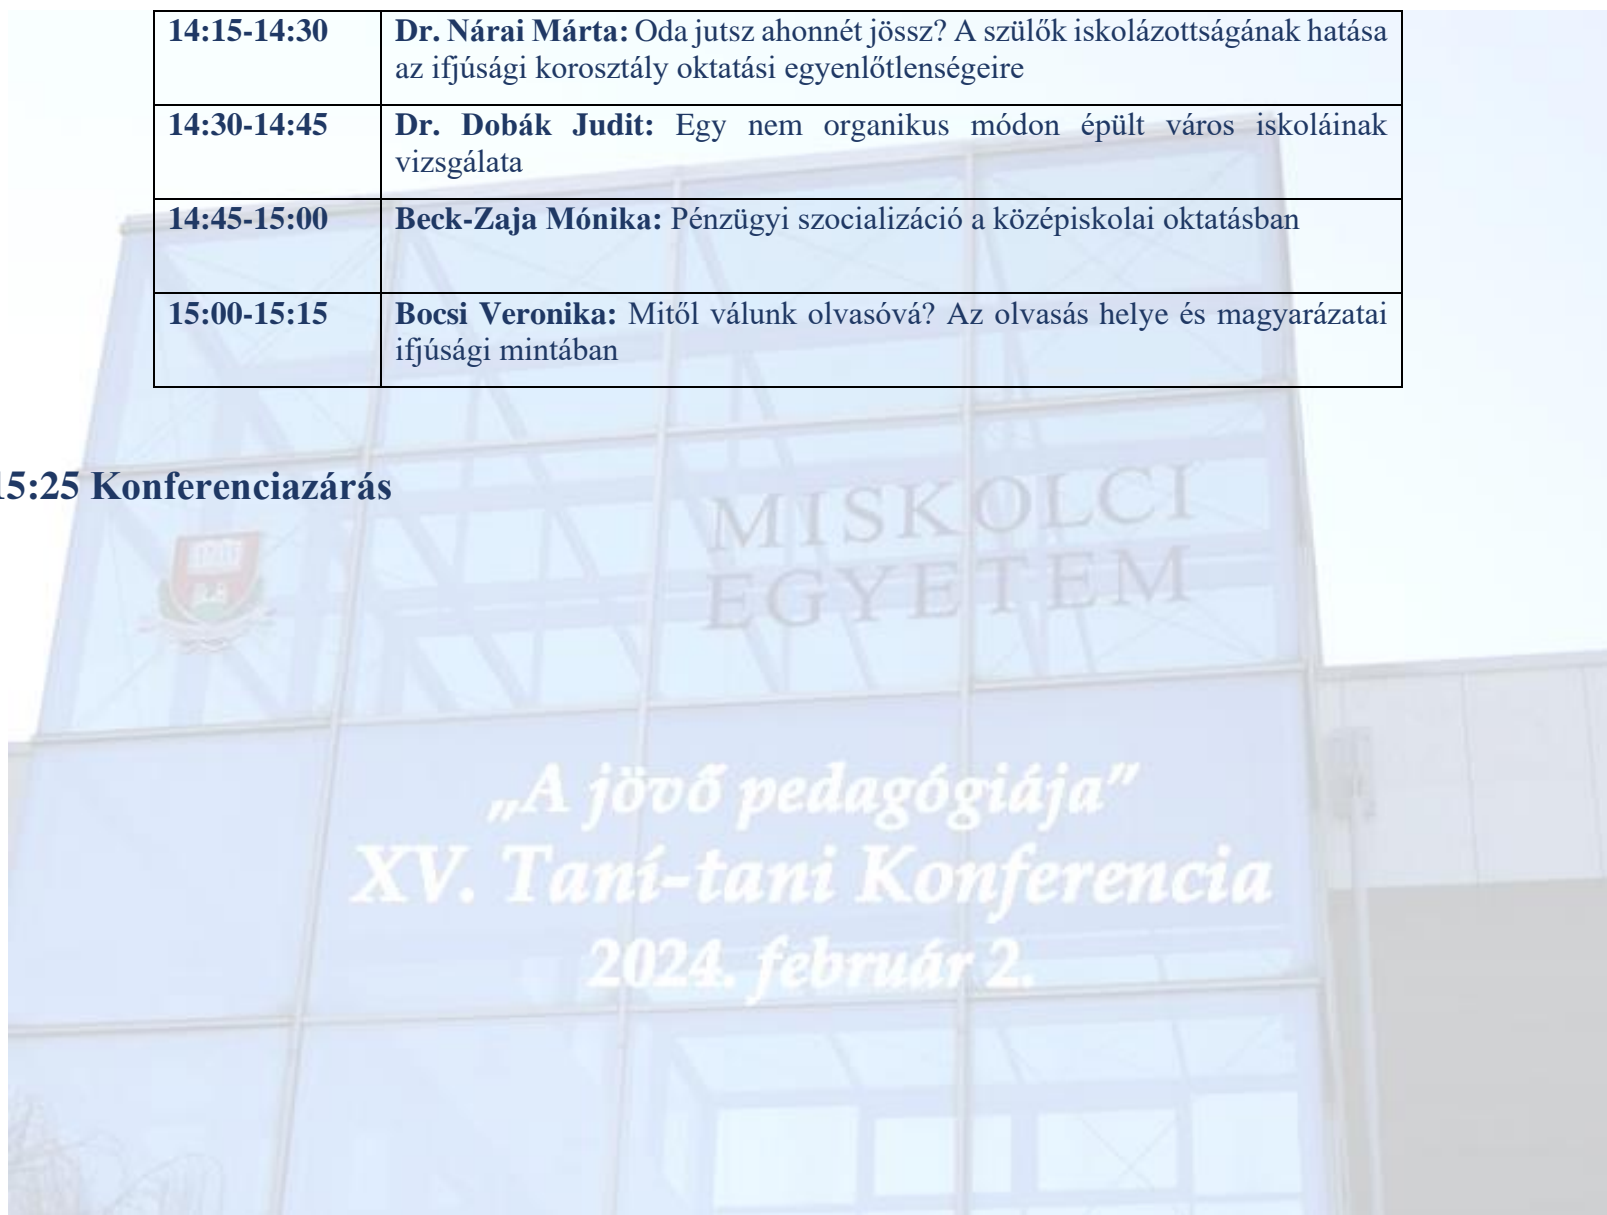 14:15-14:30 Dr. Nárai Márta: Oda jutsz ahonnét jössz? A szülők iskolázottságának hatása
az ifjúsági korosztály oktatási egyenlőtlenségeire
14:30-14:45 Dr. Dobák Judit: Egy nem organikus módon épült város iskoláinak
vizsgálata
14:45-15:00 Beck-Zaja Mónika: Pénzügyi szocializáció a középiskolai oktatásban
15:00-15:15 Bocsi Veronika: Mitől válunk olvasóvá? Az olvasás helye és magyarázatai
ifjúsági mintában
15:25 Konferenciazárás
MISKOLCI
EGYETEM
„A jövő pedagógiája”
XV. Taní-tani Konferencia
2024. február 2.